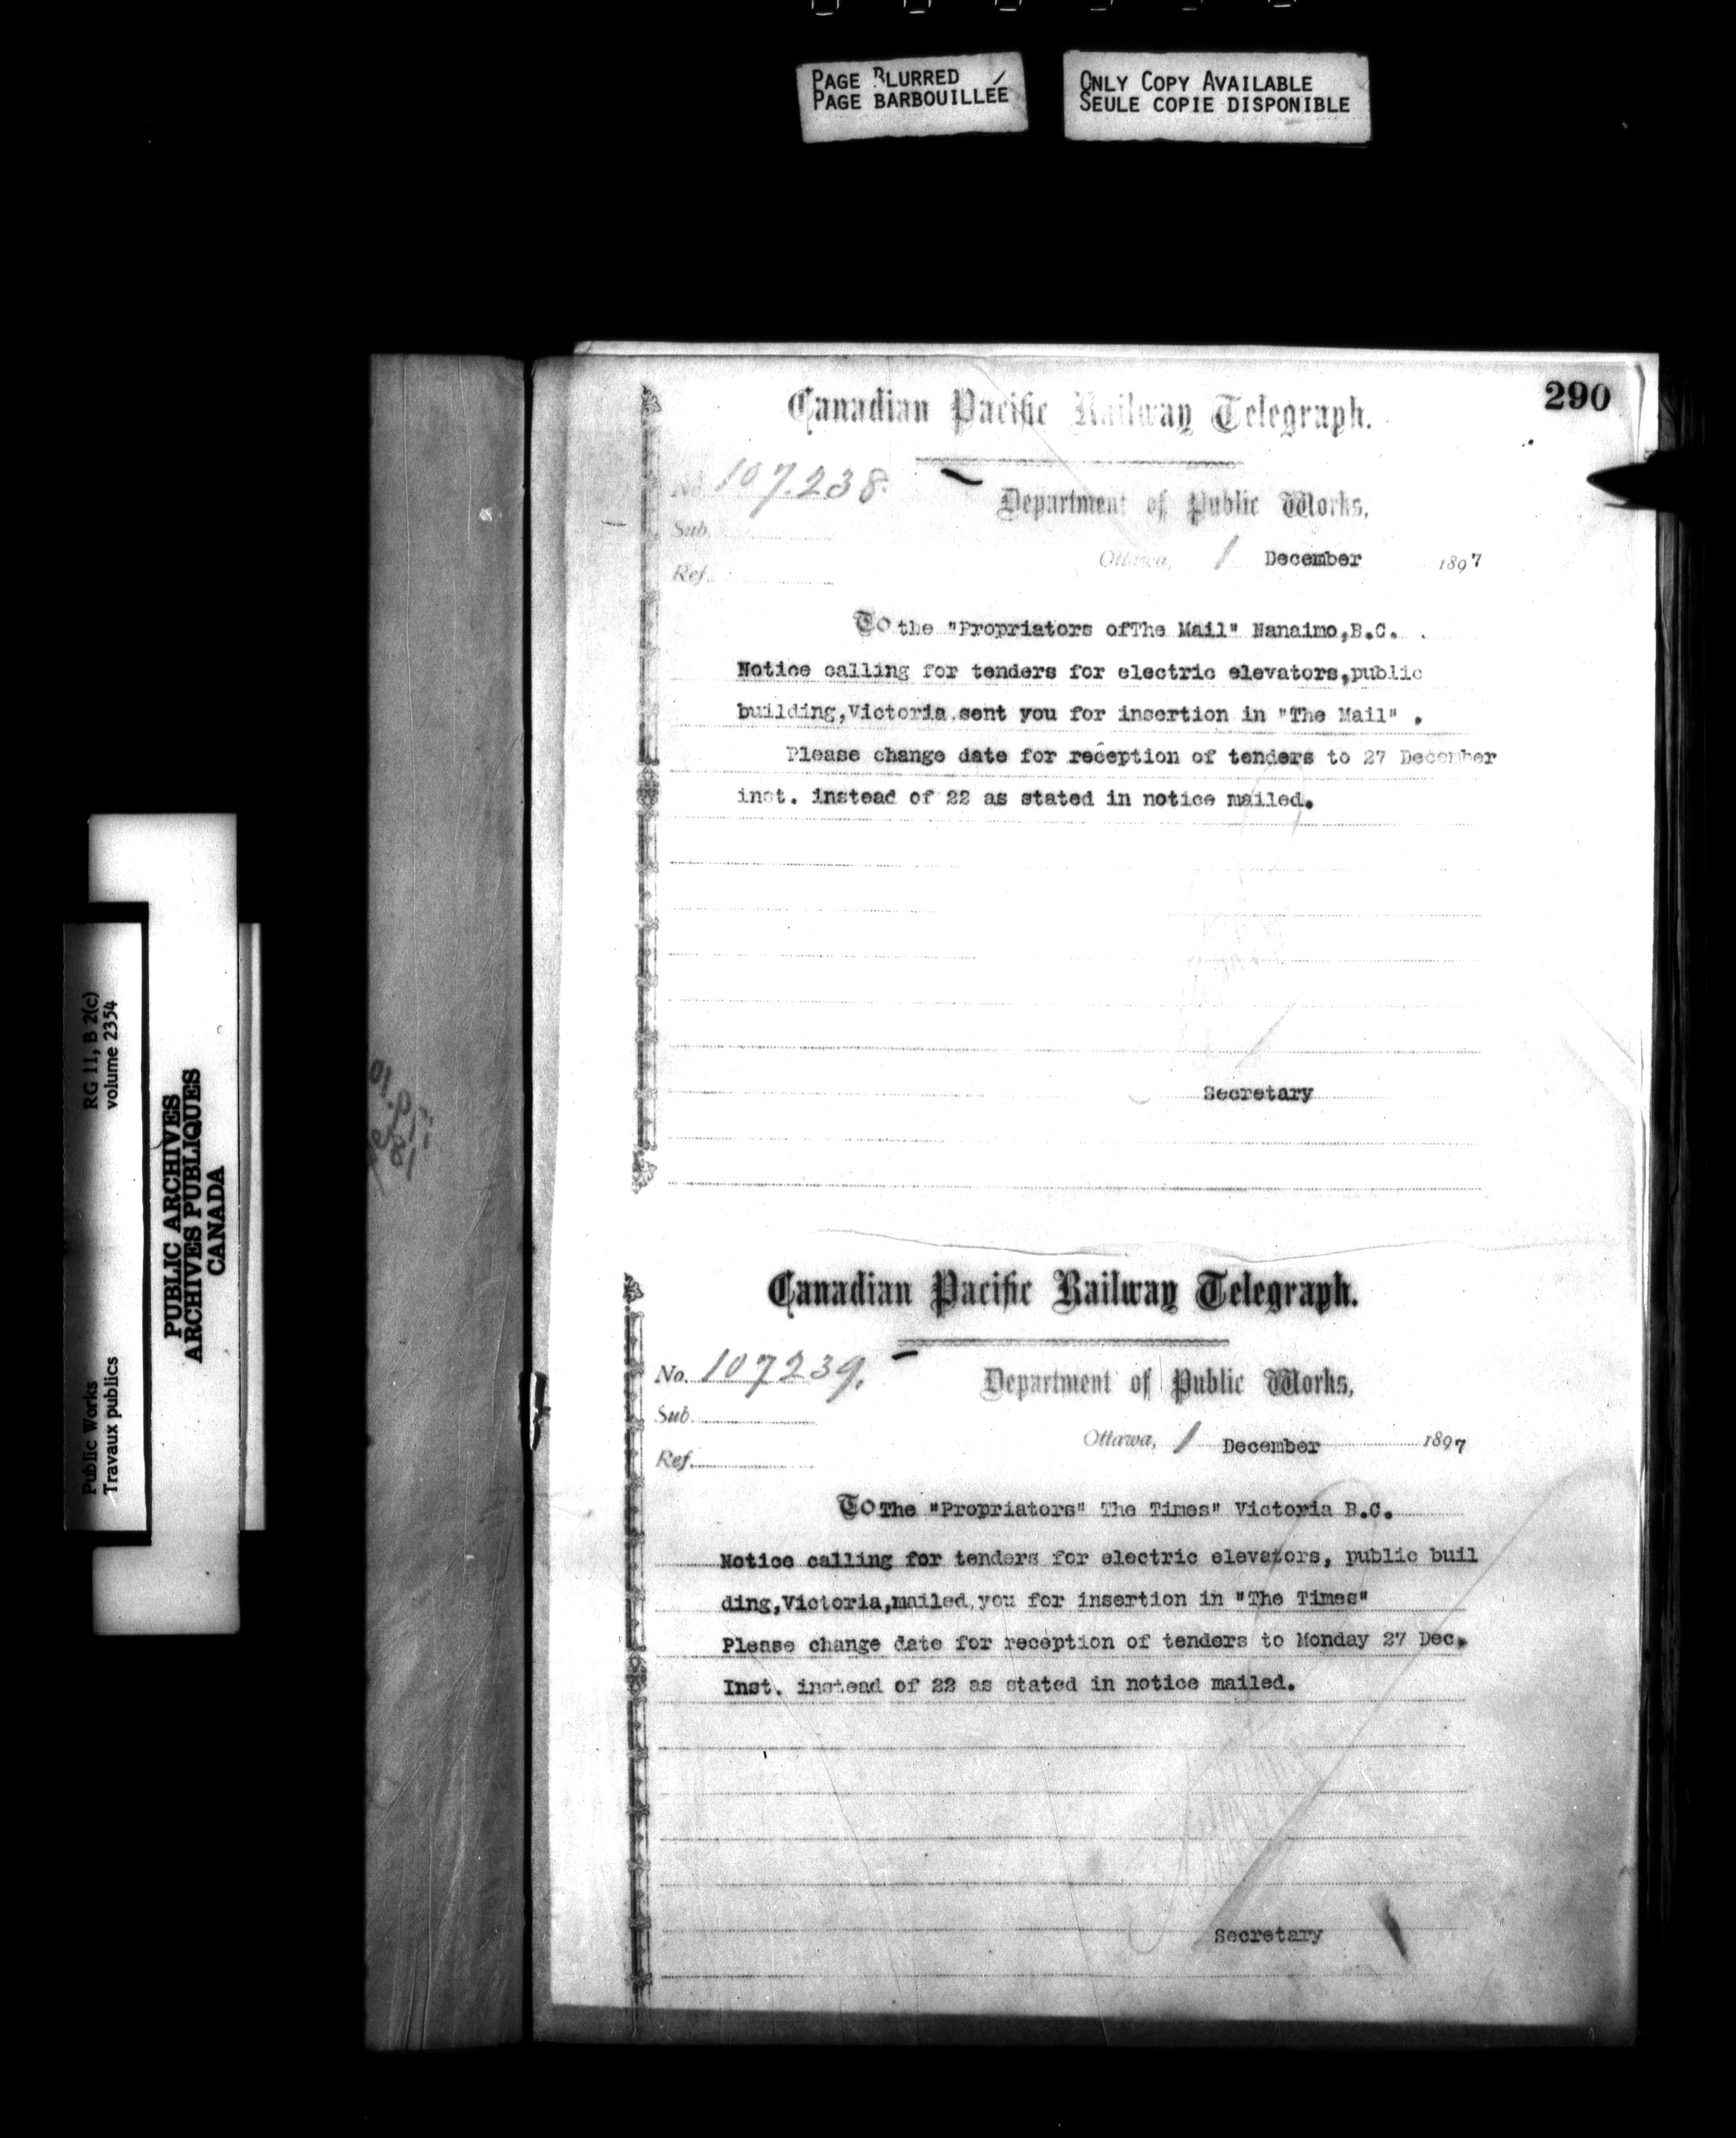 PAGE BLURRED
PAGE BARBOUILLÉE
ONLY COPY AVAILABLE
SEULE COPIE DISPONIBLE
290
Canadian Pacific Railway Telegraph.
No. 107.238.
Department of Public Works,
Sub.
Ottawa, 1 December 1897
Ref.
To the "Propriators ofThe Mail" Nanaimo,B.C.
Notice calling for tenders for electric elevators,public
building,Victoria.sent you for insertion in "The Mail" .
Please change date for reception of tenders to 27 December
inst. instead of 22 as stated in notice mailed.
Secretary
Canadian Pacific Railway Telegraph.
No. 107239.
Department of Public Works,
Sub.
Ottawa, 1 December 1897
Ref.
To The "Propriators" The Times" Victoria B.C.
Notice calling for tenders for electric elevators, public buil
ding,Victoria,mailed,you for insertion in "The Times"
Please change date for reception of tenders to Monday 27 Dec.
Inst. instead of 22 as stated in notice mailed.
Secretary
RG 11, B 2(c)
volume 2354
Public Works
Travaux publics
PUBLIC ARCHIVES
ARCHIVES PUBLIQUES
CANADA